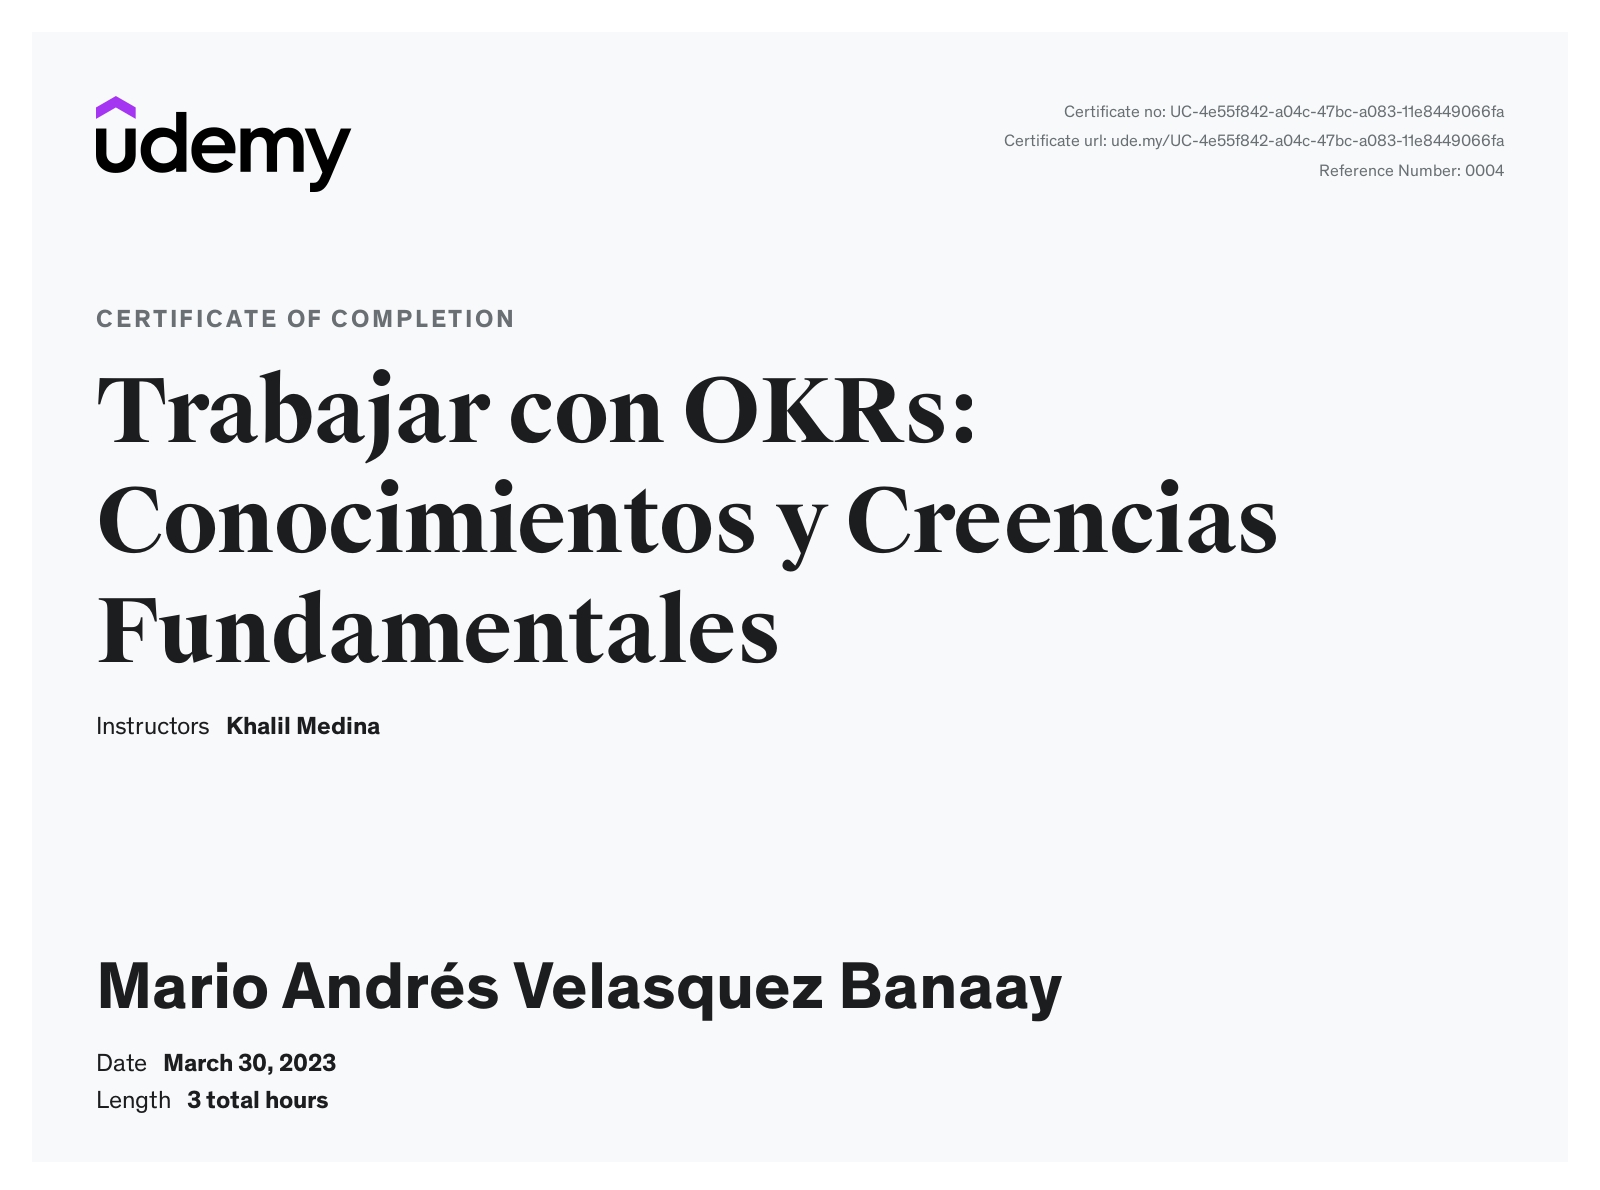 udemy
Certificate no: UC-4e55f842-a04c-47bc-a083-11e8449066fa
Certificate url: ude.my/UC-4e55f842-a04c-47bc-a083-11e8449066fa
Reference Number: 0004
CERTIFICATE OF COMPLETION
Trabajar con OKRs:
Conocimientos y Creencias
Fundamentales
Instructors Khalil Medina
Mario Andrés Velasquez Banaay
Date March 30, 2023
Length 3 total hours